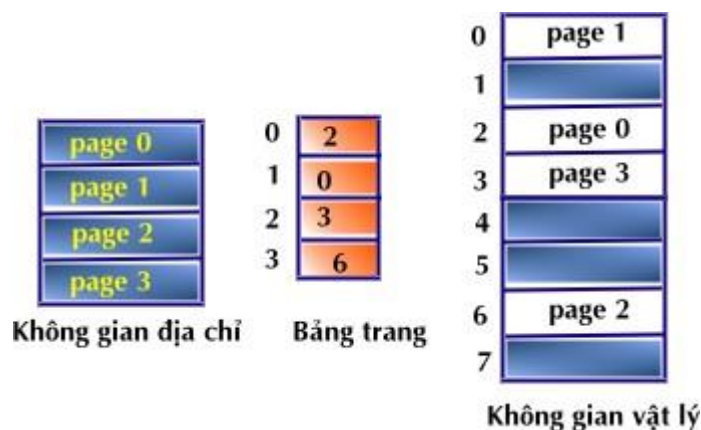 page 0
page 1
page 2
page 3
Không gian địa chỉ
0 2
1 0
2 3
3 6
Bảng trang
0 page 1
1
2 page 0
3 page 3
4
5
6 page 2
7
Không gian vật lý